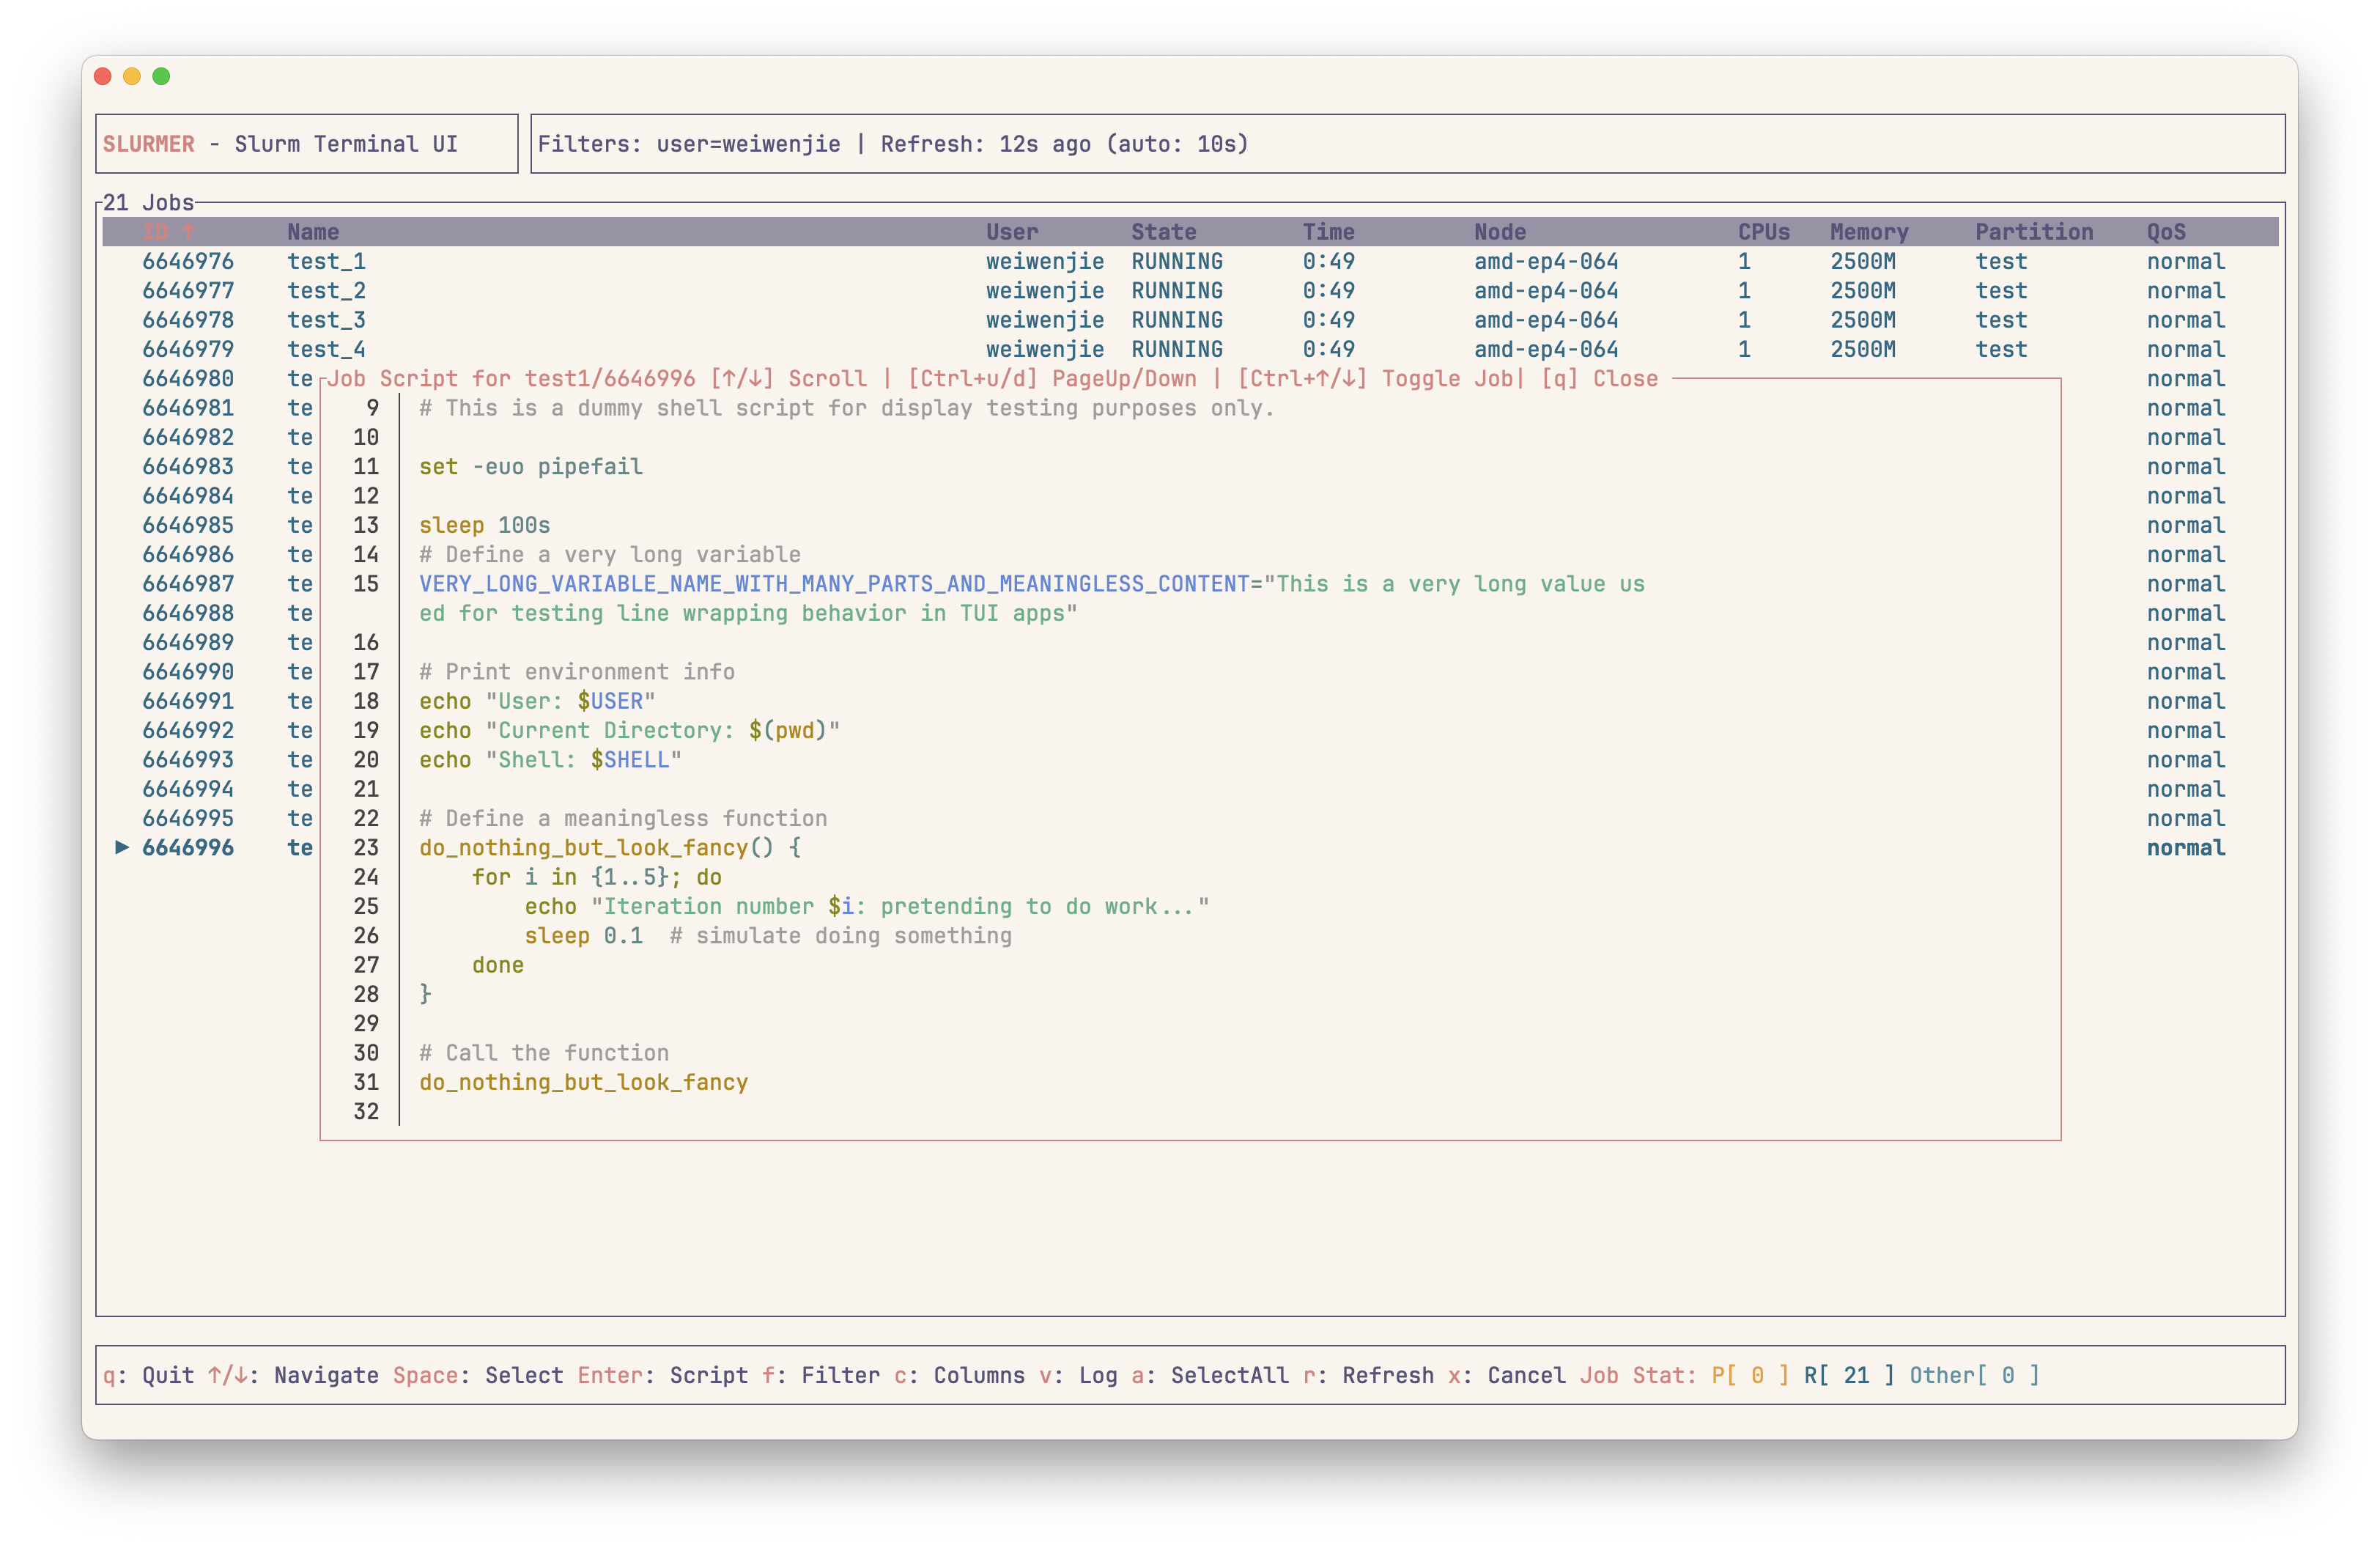 SLURMER - Slurm Terminal UI
Filters: user=weiwenjie | Refresh: 12s ago (auto: 10s)
21 Jobs
ID ↑ Name User State Time Node CPUs Memory Partition QoS
6646976 test_1 weiwenjie RUNNING 0:49 amd-ep4-064 1 2500M test normal
6646977 test_2 weiwenjie RUNNING 0:49 amd-ep4-064 1 2500M test normal
6646978 test_3 weiwenjie RUNNING 0:49 amd-ep4-064 1 2500M test normal
6646979 test_4 weiwenjie RUNNING 0:49 amd-ep4-064 1 2500M test normal
6646980 te Job Script for test1/6646996 [↑/↓] Scroll | [Ctrl+u/d] PageUp/Down | [Ctrl+↑/↓] Toggle Job| [q] Close normal
6646981 te 9 # This is a dummy shell script for display testing purposes only. normal
6646982 te 10 normal
6646983 te 11 set -euo pipefail normal
6646984 te 12 normal
6646985 te 13 sleep 100s normal
6646986 te 14 # Define a very long variable normal
6646987 te 15 VERY_LONG_VARIABLE_NAME_WITH_MANY_PARTS_AND_MEANINGLESS_CONTENT="This is a very long value us normal
6646988 te ed for testing line wrapping behavior in TUI apps" normal
6646989 te 16 normal
6646990 te 17 # Print environment info normal
6646991 te 18 echo "User: $USER" normal
6646992 te 19 echo "Current Directory: $(pwd)" normal
6646993 te 20 echo "Shell: $SHELL" normal
6646994 te 21 normal
6646995 te 22 # Define a meaningless function normal
▶ 6646996 te 23 do_nothing_but_look_fancy() { normal
24 for i in {1..5}; do
25 echo "Iteration number $i: pretending to do work..."
26 sleep 0.1 # simulate doing something
27 done
28 }
29
30 # Call the function
31 do_nothing_but_look_fancy
32
q: Quit ↑/↓: Navigate Space: Select Enter: Script f: Filter c: Columns v: Log a: SelectAll r: Refresh x: Cancel Job Stat: P[ 0 ] R[ 21 ] Other[ 0 ]